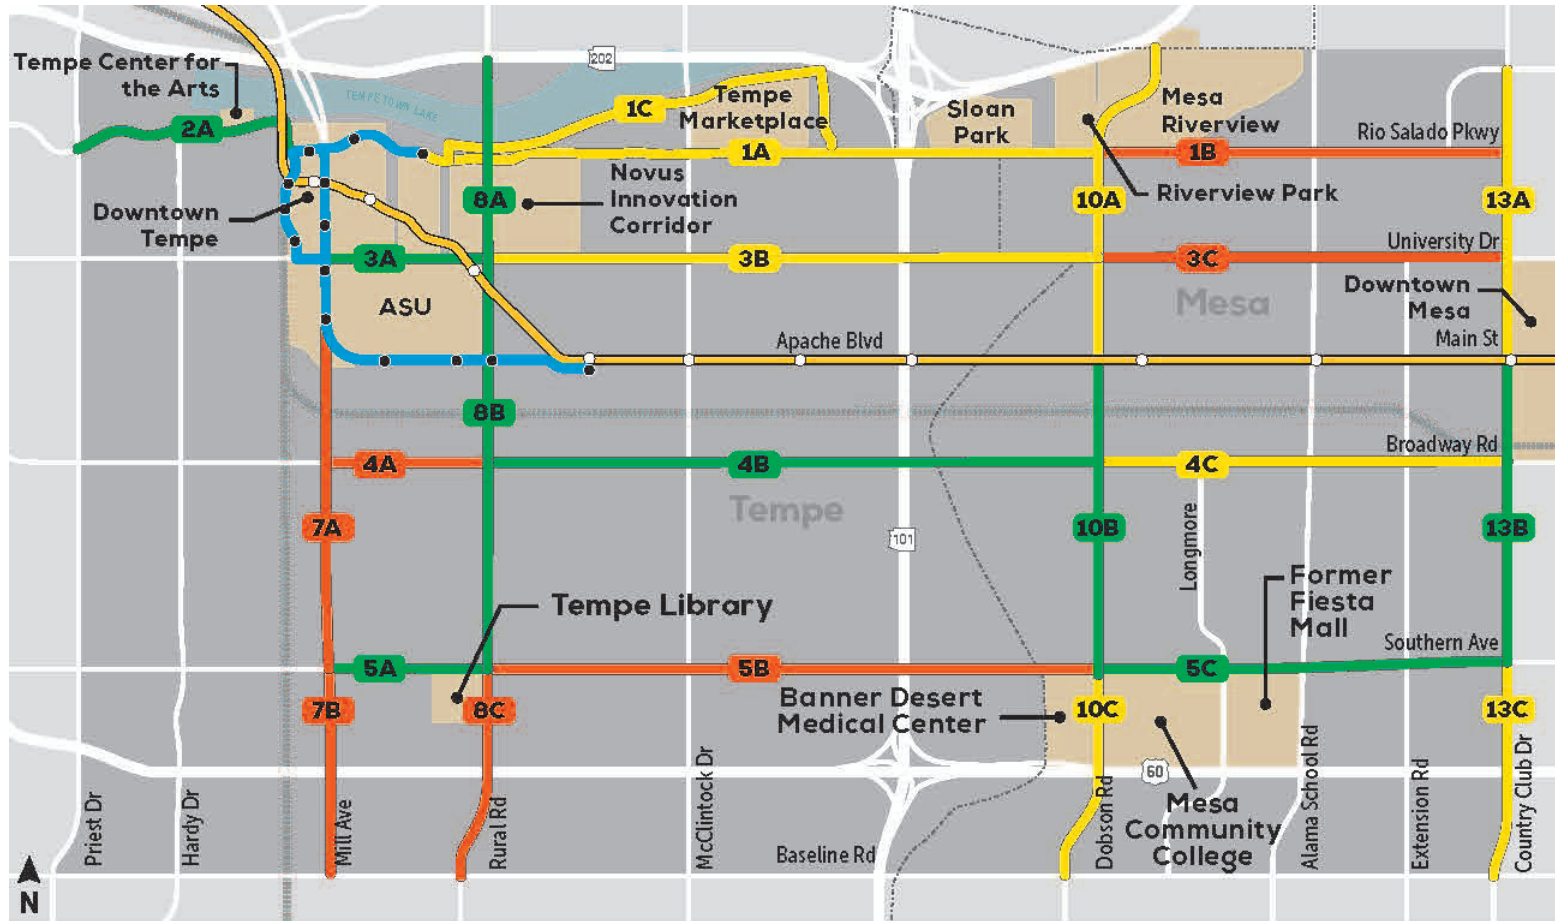 202
Tempe Center for
the Arts
TEMPE TOWN LAKE
1C
Tempe
Marketplace
Sloan
Park
Mesa
Riverview
2A
Rio Salado Pkwy
1A
1B
Novus
Innovation
Corridor
Riverview Park
8A
10A
13A
Downtown
Tempe
University Dr
3A
3B
3C
Downtown
Mesa
ASU
Mesa
Apache Blvd
Main St
8B
Broadway Rd
4A
4B
4C
Tempe
7A
101
10B
Longmore
13B
Former
Fiesta
Mall
Tempe Library
Southern Ave
5A
5B
5C
Banner Desert
Medical Center
7B
8C
10C
13C
60
Mesa
Community
College
Priest Dr
Hardy Dr
Mill Ave
Rural Rd
McClintock Dr
Baseline Rd
Dobson Rd
Alama School Rd
Extension Rd
Country Club Dr
N